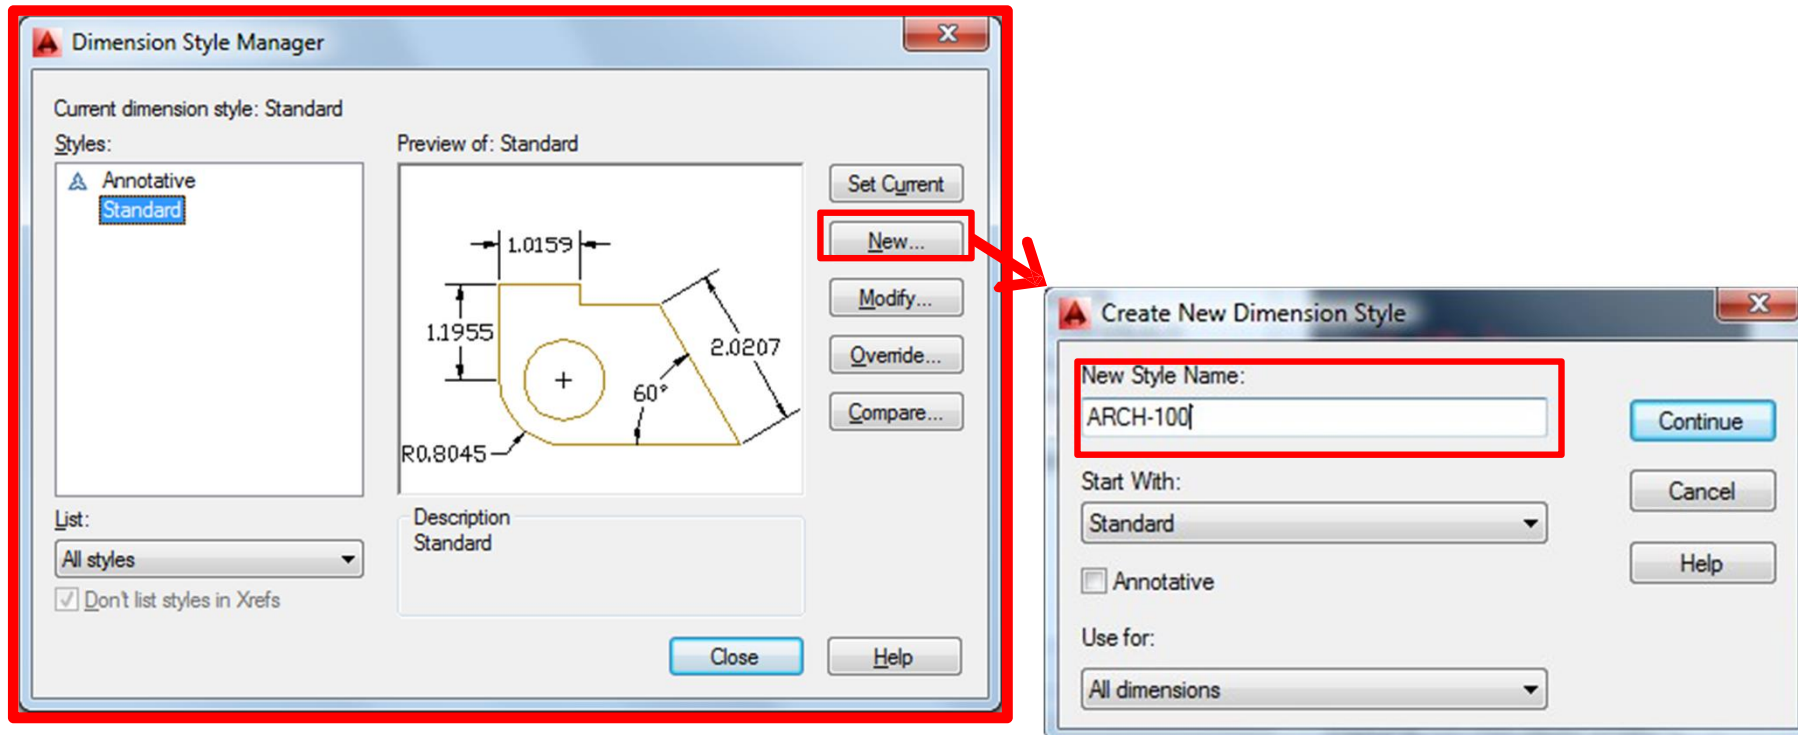 Dimension Style Manager
Current dimension style: Standard
Styles:
Preview of: Standard
Annotative
Standard
1.0159
1.1955
2.0207
60°
R0.8045
Set Current
New...
Modify...
Override...
Compare...
List:
All styles
Don't list styles in Xrefs
Description
Standard
Close
Help
Create New Dimension Style
New Style Name:
ARCH-100
Continue
Start With:
Standard
Cancel
Annotative
Help
Use for:
All dimensions